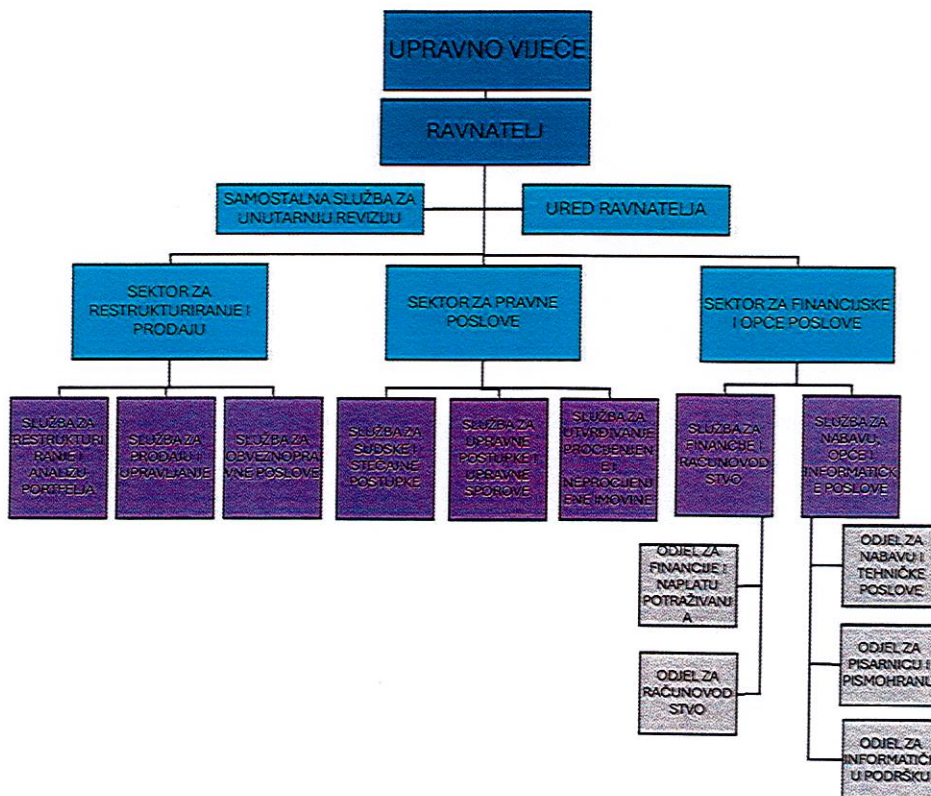 UPRAVNO VIJEĆE
RAVNATELJ
SAMOSTALNA SLUŽBA ZA
UNUTARNJU REVIZIJU
URED RAVNATELJA
SEKTOR ZA
RESTRUKTURIRANJE I
PRODAJU
SEKTOR ZA PRAVNE
POSLOVE
SEKTOR ZA FINANCIJSKE
I OPĆE POSLOVE
SLUŽBA ZA
RESTRUKTURI
RANJE I
ANALIZU
PORTFELJA
SLUŽBA ZA
PRODAJU I
UPRAVLJANJE
SLUŽBA ZA
OBVEZNOPRA
VNE POSLOVE
SLUŽBA ZA
SUDSKE I
STEČAJNE
POSTUPKE
SLUŽBA ZA
UPRAVNE
POSTUPKE I
UPRAVNE
SPOROVE
SLUŽBA ZA
UTVRĐIVANJE
PROCIJENJENE
I
NEPROCIJENJ
ENE IMOVINE
SLUŽBA ZA
FINANCIJE I
RAČUNOVOD
STVO
SLUŽBA ZA
NABAVU,
OPĆE I
INFORMATIČK
E POSLOVE
ODJEL ZA
FINANCIJE I
NAPLATU
POTRAŽIVANJ
A
ODJEL ZA
RAČUNOVOD
STVO
ODJEL ZA
NABAVU I
TEHNIČKE
POSLOVE
ODJEL ZA
PISARNICU I
PISMOHRANU
ODJEL ZA
INFORMATIČK
U PODRŠKU